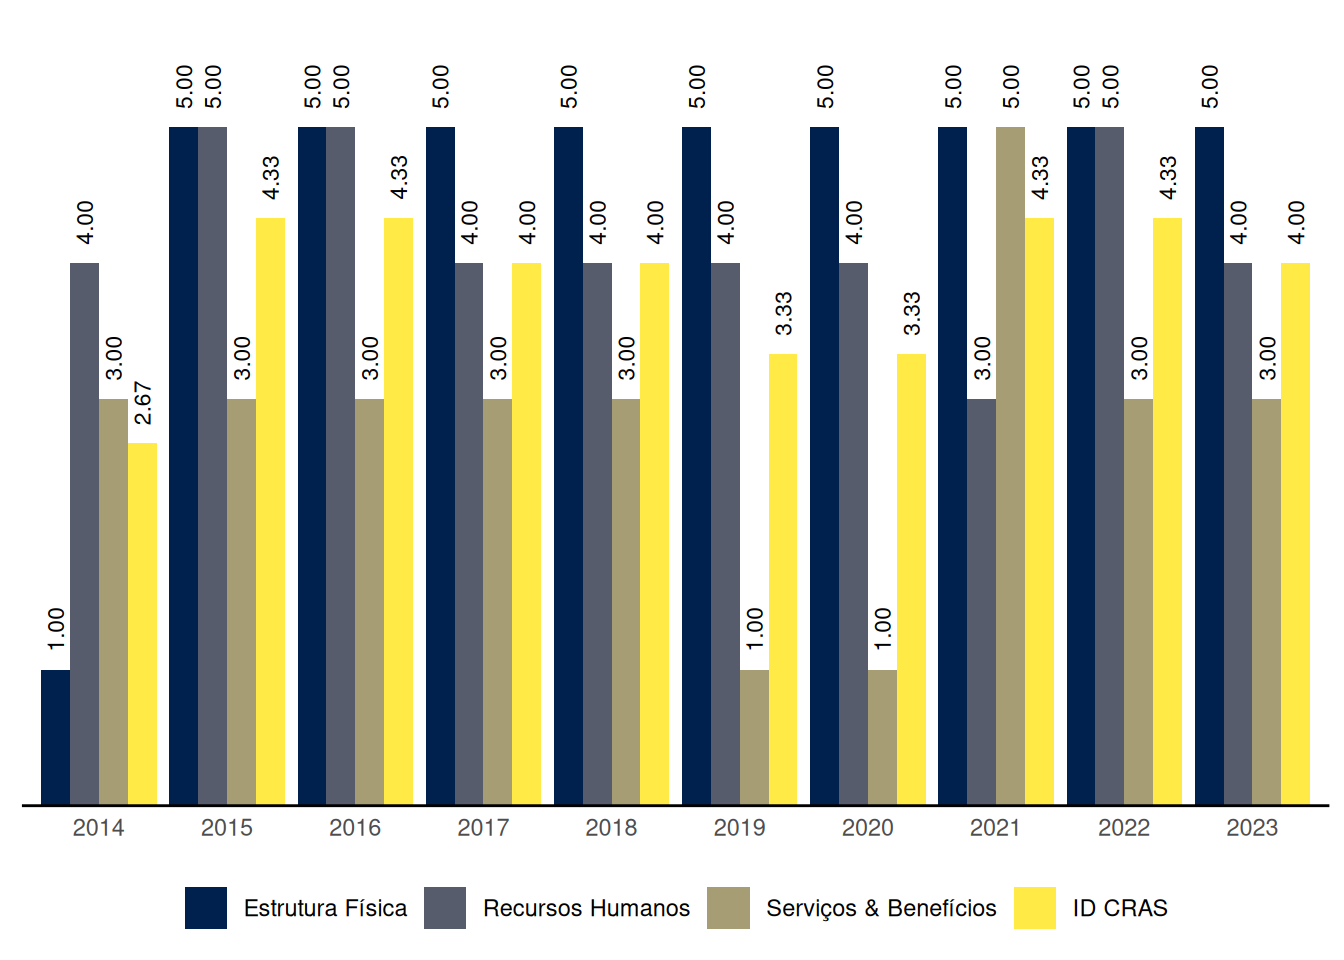 5.00 5.00 5.00 5.00 5.00 5.00 5.00 5.00 5.00 5.00 5.00 5.00 5.00 5.00
4.33 4.33 4.33 4.33
4.00 4.00 4.00 4.00 4.00 4.00 4.00 4.00 4.00
3.33 3.33
3.00 3.00 3.00 3.00 3.00 3.00 3.00 3.00
2.67
1.00 1.00 1.00
2014 2015 2016 2017 2018 2019 2020 2021 2022 2023
Estrutura Física Recursos Humanos Serviços & Benefícios ID CRAS